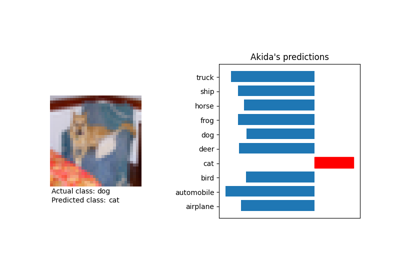 Akida's predictions
truck
ship
horse
frog
dog
deer
cat
bird
automobile
airplane
Actual class: dog
Predicted class: cat